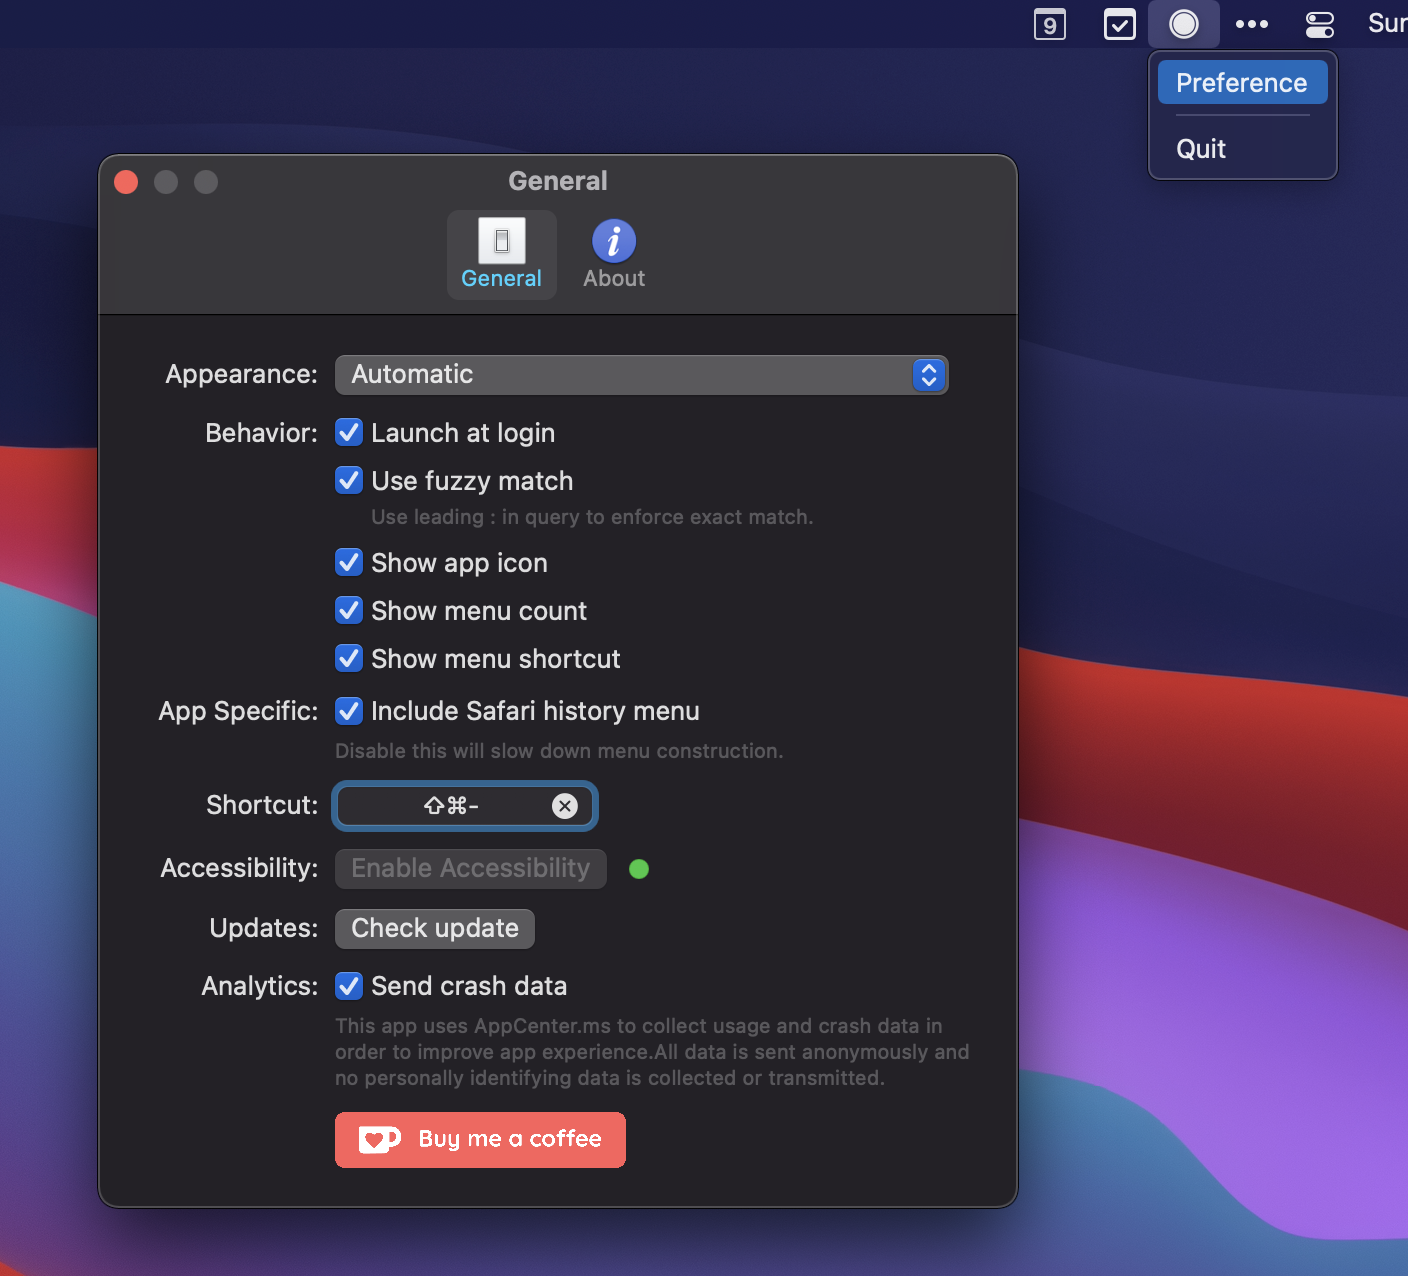 9
Sun
Preference
Quit
General
General
About
Appearance: Automatic
Behavior: Launch at login
Use fuzzy match
Use leading : in query to enforce exact match.
Show app icon
Show menu count
Show menu shortcut
App Specific: Include Safari history menu
Disable this will slow down menu construction.
Shortcut: ⇧⌘-
Accessibility: Enable Accessibility
Updates: Check update
Analytics: Send crash data
This app uses AppCenter.ms to collect usage and crash data in
order to improve app experience.All data is sent anonymously and
no personally identifying data is collected or transmitted.
Buy me a coffee